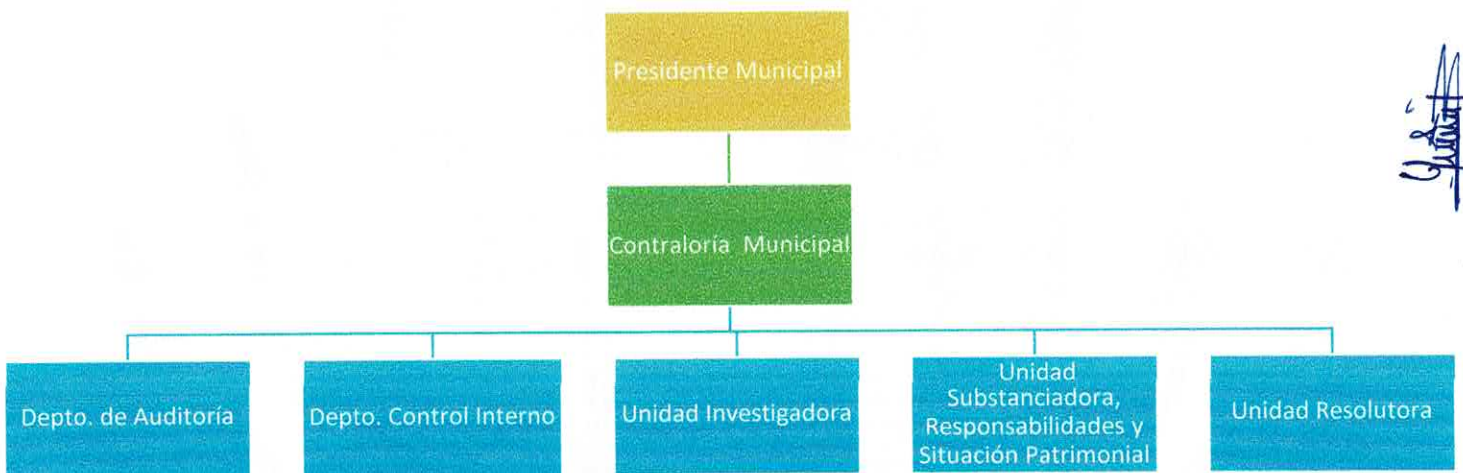 Presidente Municipal
Contraloría Municipal
Depto. de Auditoría
Depto. Control Interno
Unidad Investigadora
Unidad
Substanciadora,
Responsabilidades y
Situación Patrimonial
Unidad Resolutora